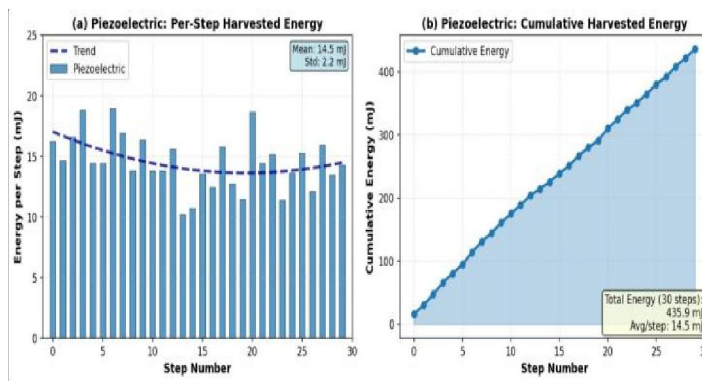 (a) Piezoelectric: Per-Step Harvested Energy
25
20
15
10
5
0
Energy per Step (mJ)
Trend
Piezoelectric
Mean: 14.5 mJ
Std: 2.2 mJ
0 5 10 15 20 25 30
Step Number
(b) Piezoelectric: Cumulative Harvested Energy
400
300
200
100
0
Cumulative Energy (mJ)
Cumulative Energy
Total Energy (30 steps):
435.9 mJ
Avg/step: 14.5 mJ
0 5 10 15 20 25
Step Number